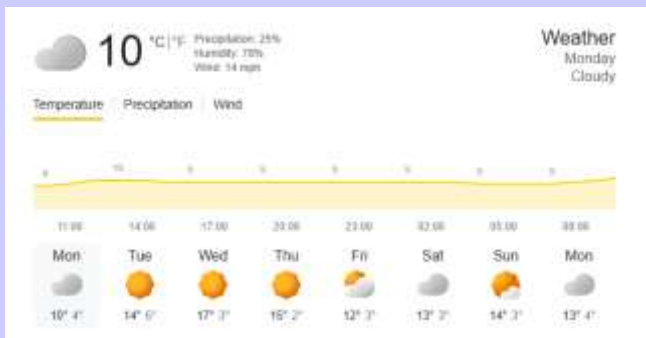 10 °C|°F
Precipitation: 25%
Humidity: 78%
Wind: 14 mph
Weather
Monday
Cloudy
Temperature Precipitation Wind
10
11:00 14:00 17:00 20:00 23:00 02:00 05:00 08:00
Mon Tue Wed Thu Fri Sat Sun Mon
10° 4° 14° 17° 3° 2° 12° 3° 13° 3° 14° 3° 13° 4°